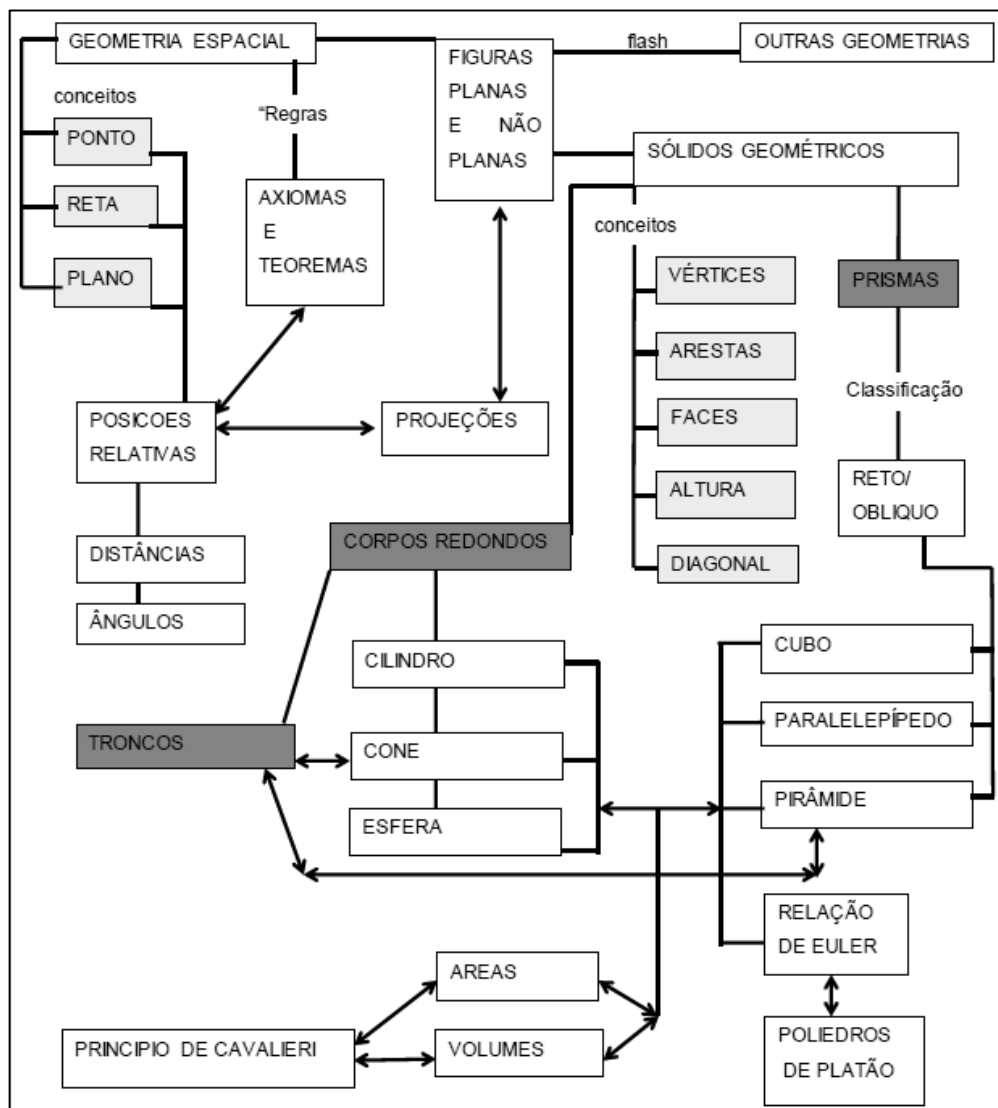 GEOMETRIA ESPACIAL
FIGURAS
PLANAS
E NÃO
PLANAS
flash
OUTRAS GEOMETRIAS
conceitos
"Regras
PONTO
RETA
PLANO
AXIOMAS
E
TEOREMAS
SÓLIDOS GEOMÉTRICOS
conceitos
VÉRTICES
ARESTAS
FACES
ALTURA
DIAGONAL
PRISMAS
Classificação
RETO/
OBLIQUO
POSICOES
RELATIVAS
PROJEÇÕES
DISTÂNCIAS
ÂNGULOS
CORPOS REDONDOS
CILINDRO
CONE
ESFERA
TRONCOS
CUBO
PARALELEPÍPEDO
PIRÂMIDE
RELAÇÃO
DE EULER
POLIEDROS
DE PLATÃO
AREAS
VOLUMES
PRINCIPIO DE CAVALIERI